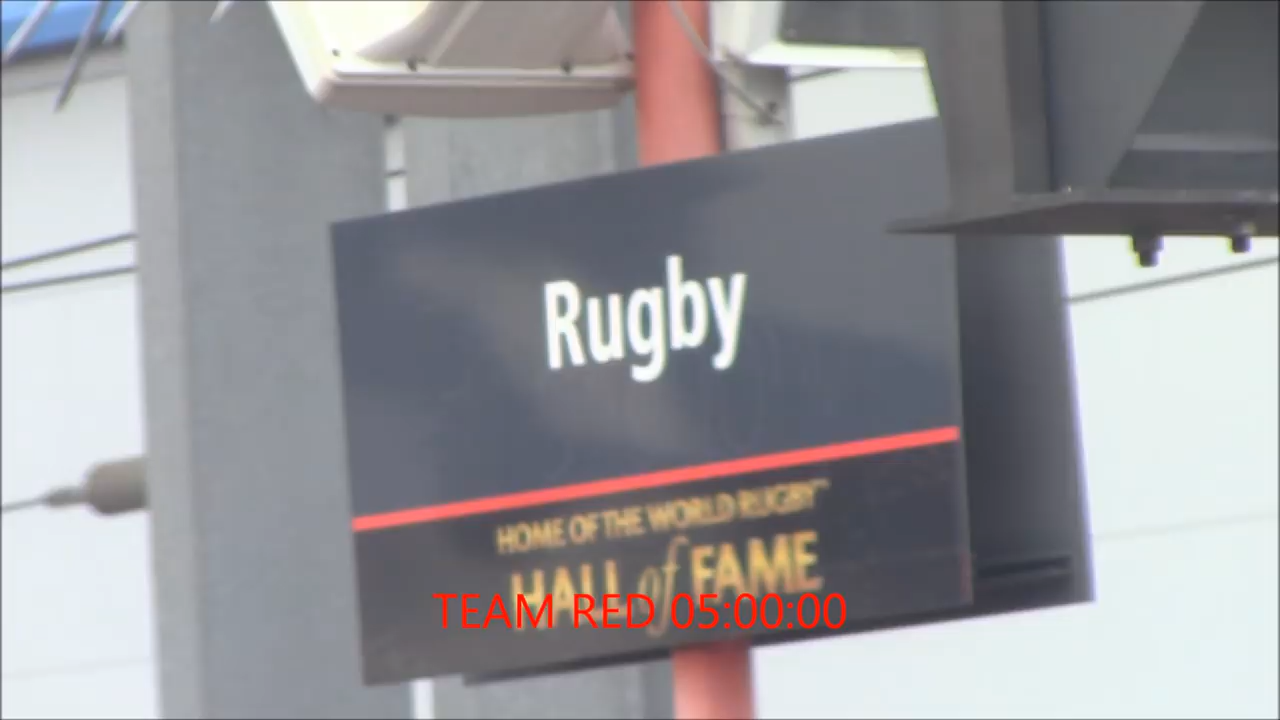 Rugby
HOME OF THE WORLD RUGBY™
HALL of FAME
TEAM RED 05:00:00